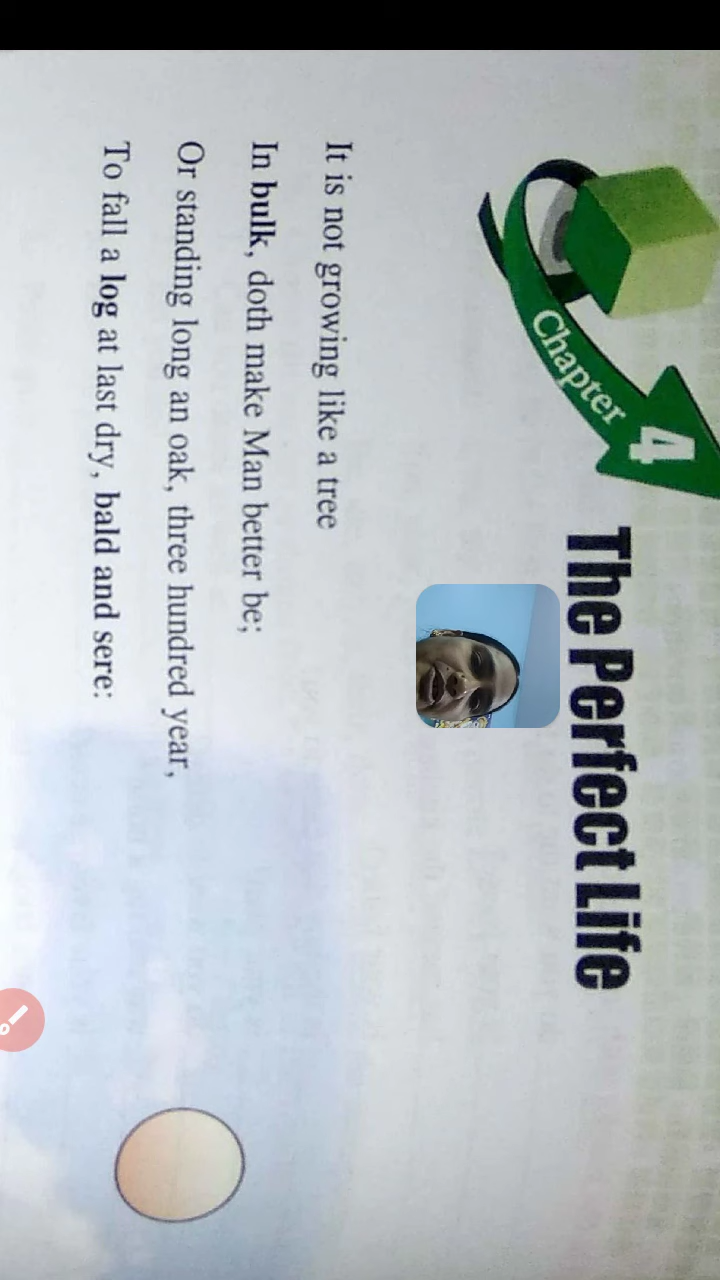 Chapter 4
The Perfect Life
It is not growing like a tree
In bulk, doth make Man better be;
Or standing long an oak, three hundred year,
To fall a log at last dry, bald and sere: